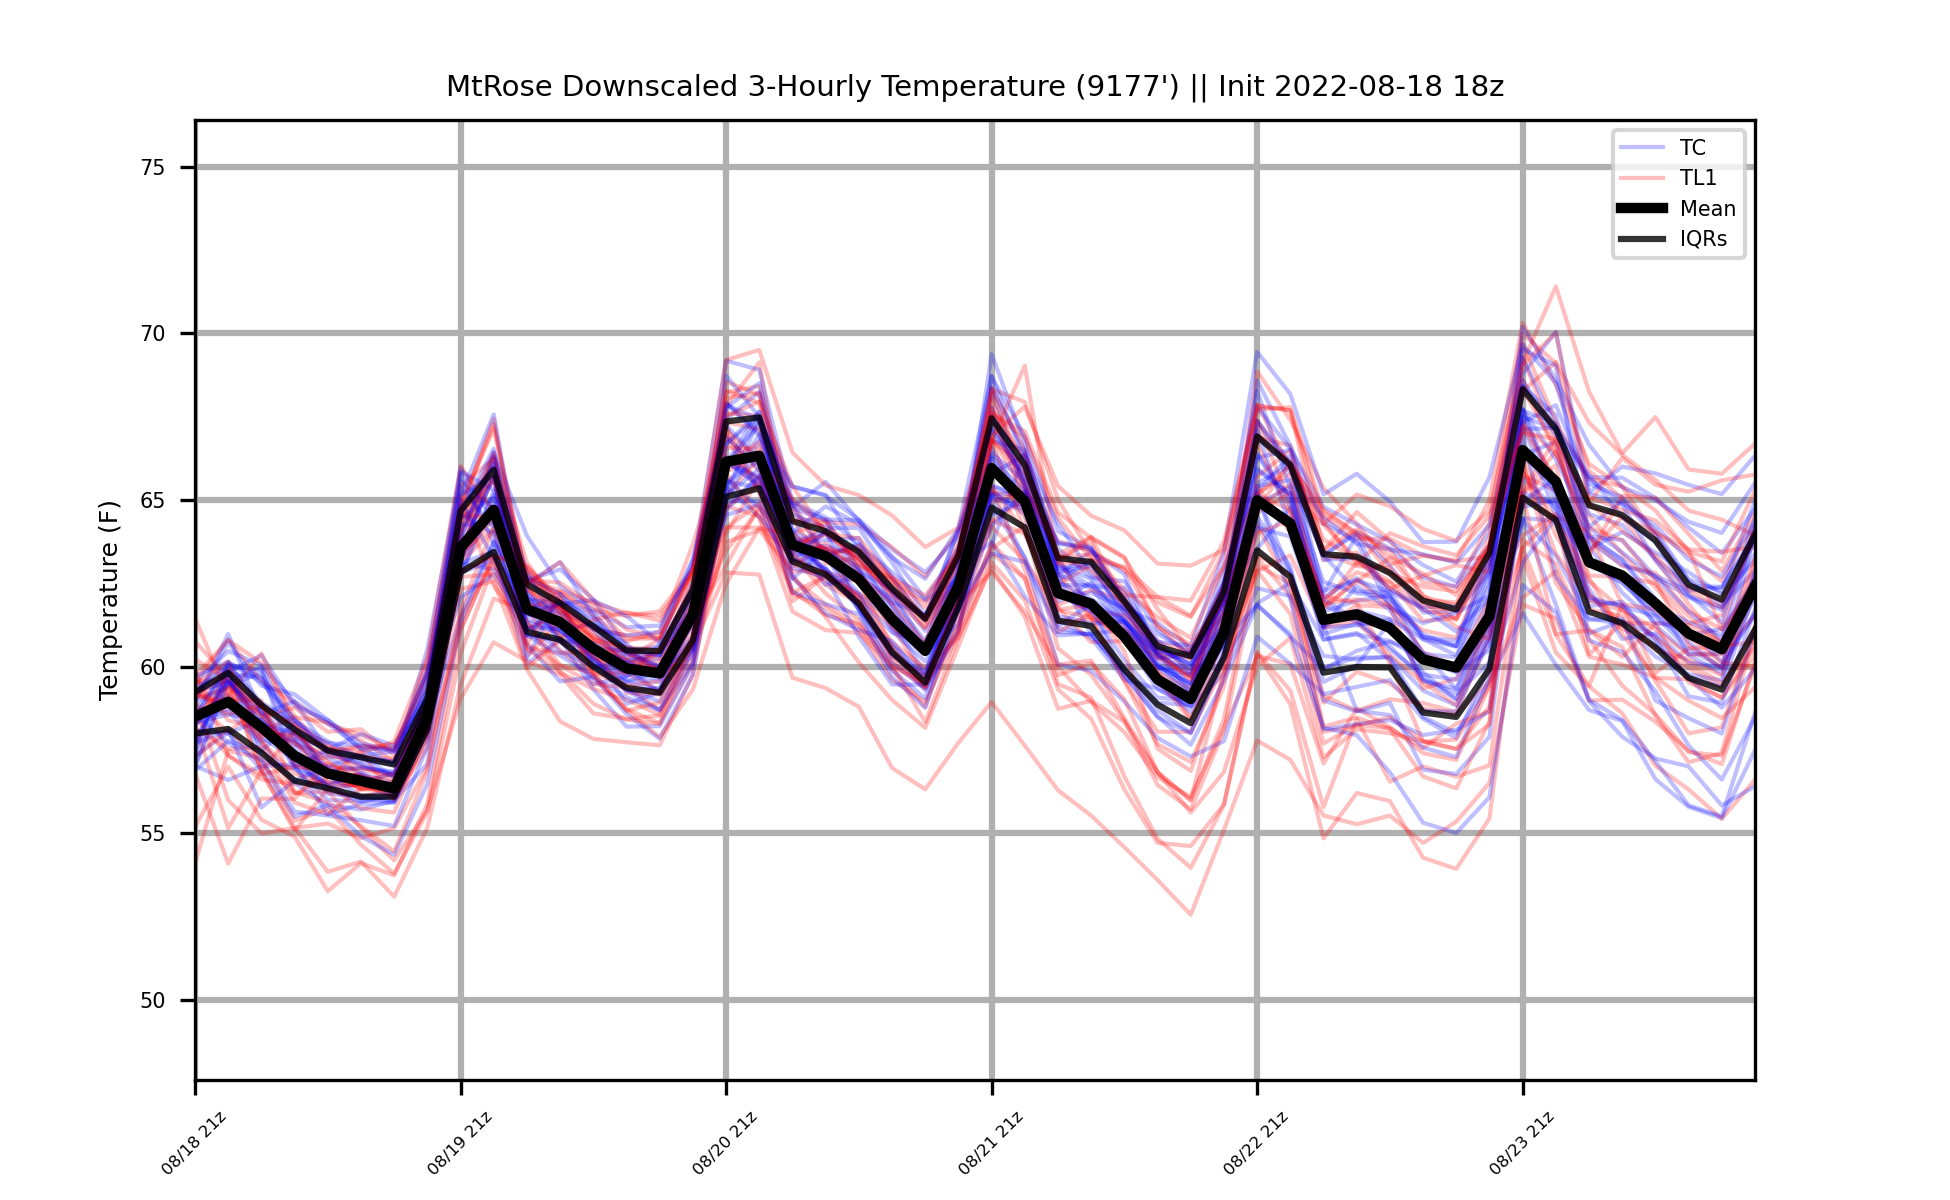 MtRose Downscaled 3-Hourly Temperature (9177') || Init 2022-08-18 18z
TC
TL1
Mean
IQRs
Temperature (F)
75
70
65
60
55
50
08/18 21z
08/19 21z
08/20 21z
08/21 21z
08/22 21z
08/23 21z